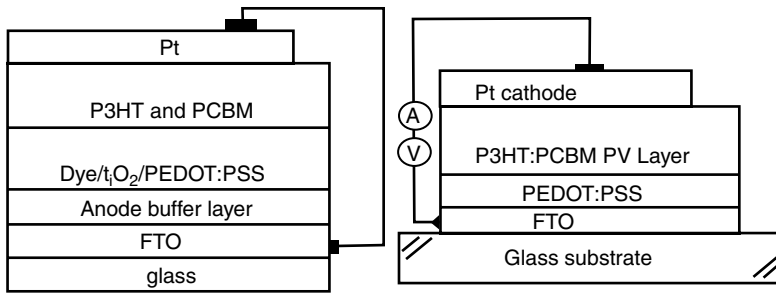 Pt
P3HT and PCBM
Dye/tiO2/PEDOT:PSS
Anode buffer layer
FTO
glass
Pt cathode
A
V
P3HT:PCBM PV Layer
PEDOT:PSS
FTO
Glass substrate